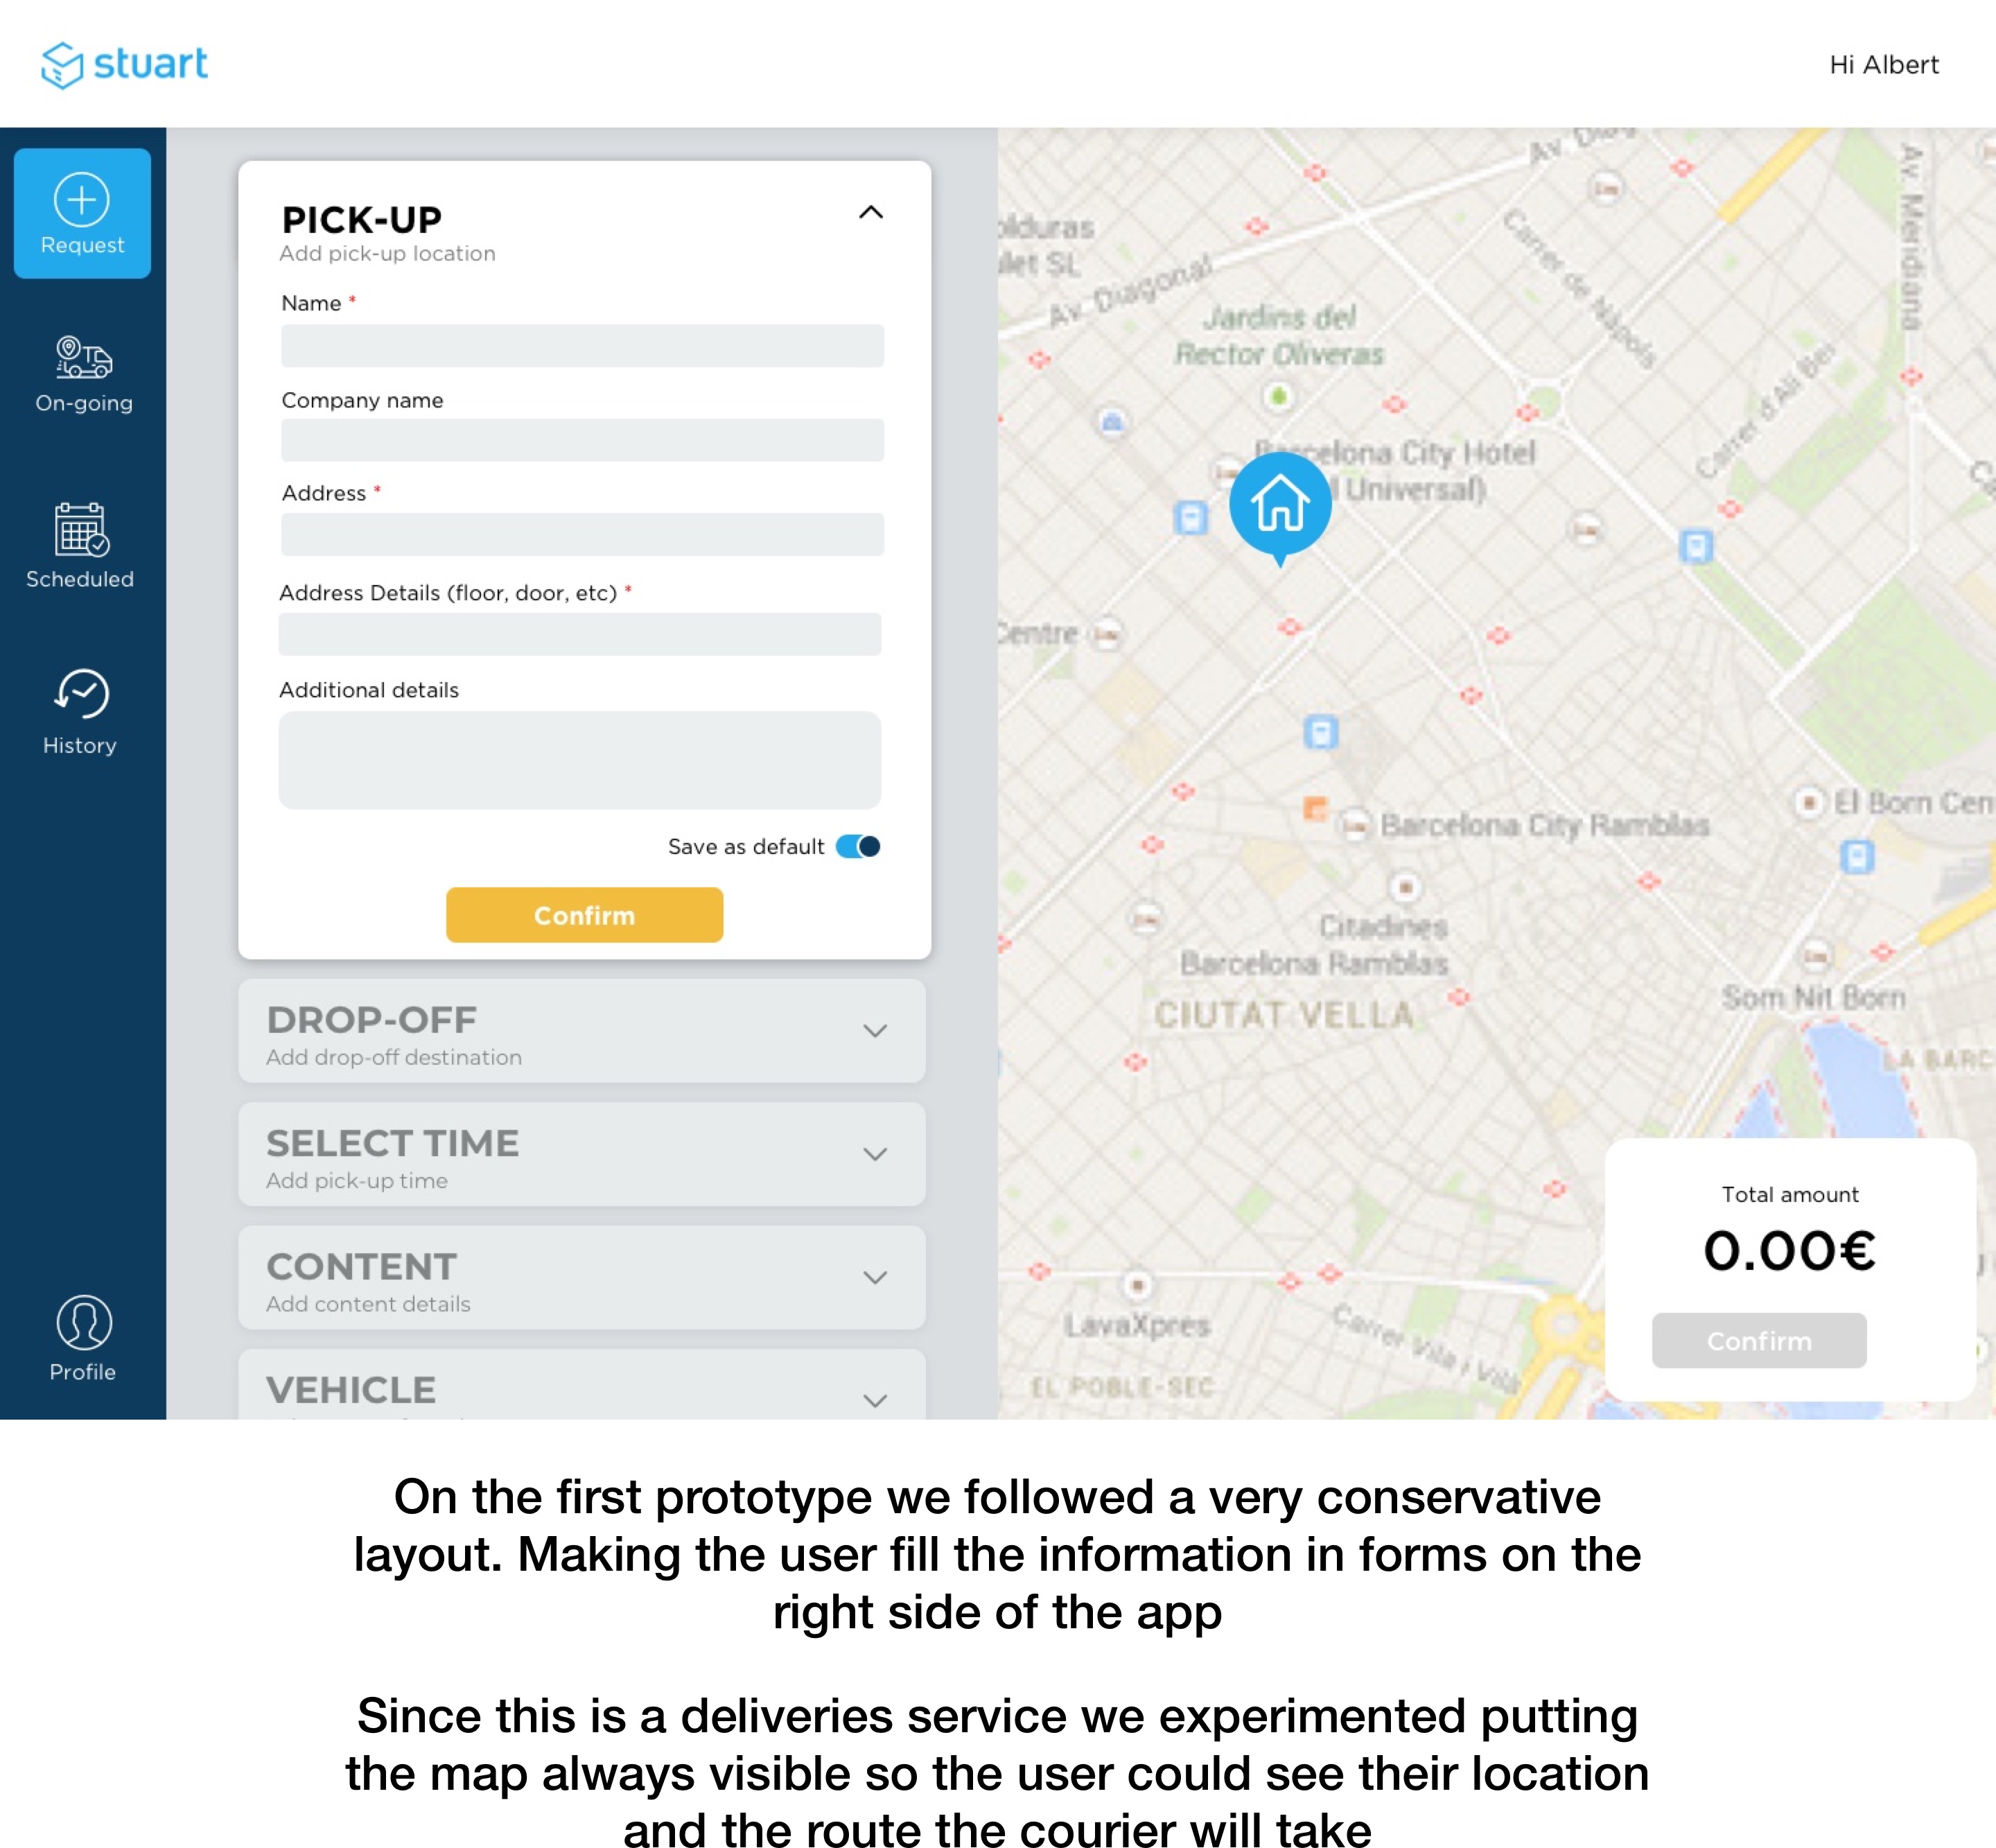 stuart
Hi Albert
Request
On-going
Scheduled
History
Profile
PICK-UP
Add pick-up location
Name *
Company name
Address *
Address Details (floor, door, etc) *
Additional details
Save as default
Confirm
DROP-OFF
Add drop-off destination
SELECT TIME
Add pick-up time
CONTENT
Add content details
VEHICLE
Av. Diagonal
Av. Meridiana
Carrer de Nàpols
Carrer d'Alí Bei
Jardins del
Rector Oliveras
Barcelona City Hotel
Universal)
Centre
Barcelona City Ramblas
El Born Cen
Citadines
Barcelona Ramblas
CIUTAT VELLA
Som Nit Born
LA BARC
LavaXpres
Carrer Vila i Vilà
EL POBLE-SEC
Total amount
0.00€
Confirm
On the first prototype we followed a very conservative
layout. Making the user fill the information in forms on the
right side of the app
Since this is a deliveries service we experimented putting
the map always visible so the user could see their location
and the route the courier will take